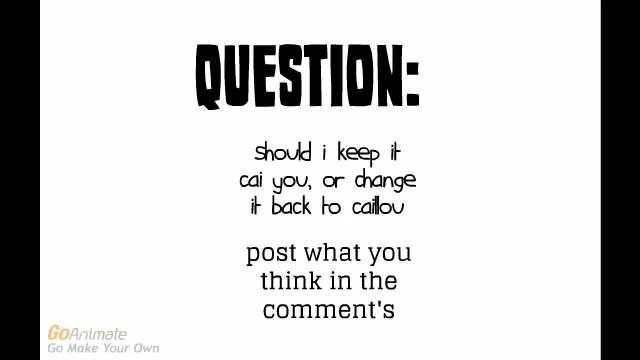 QUESTION:
should i keep it
cai you, or change
it back to caillou
post what you
think in the
comment's
GoAnimate
Go Make Your Own